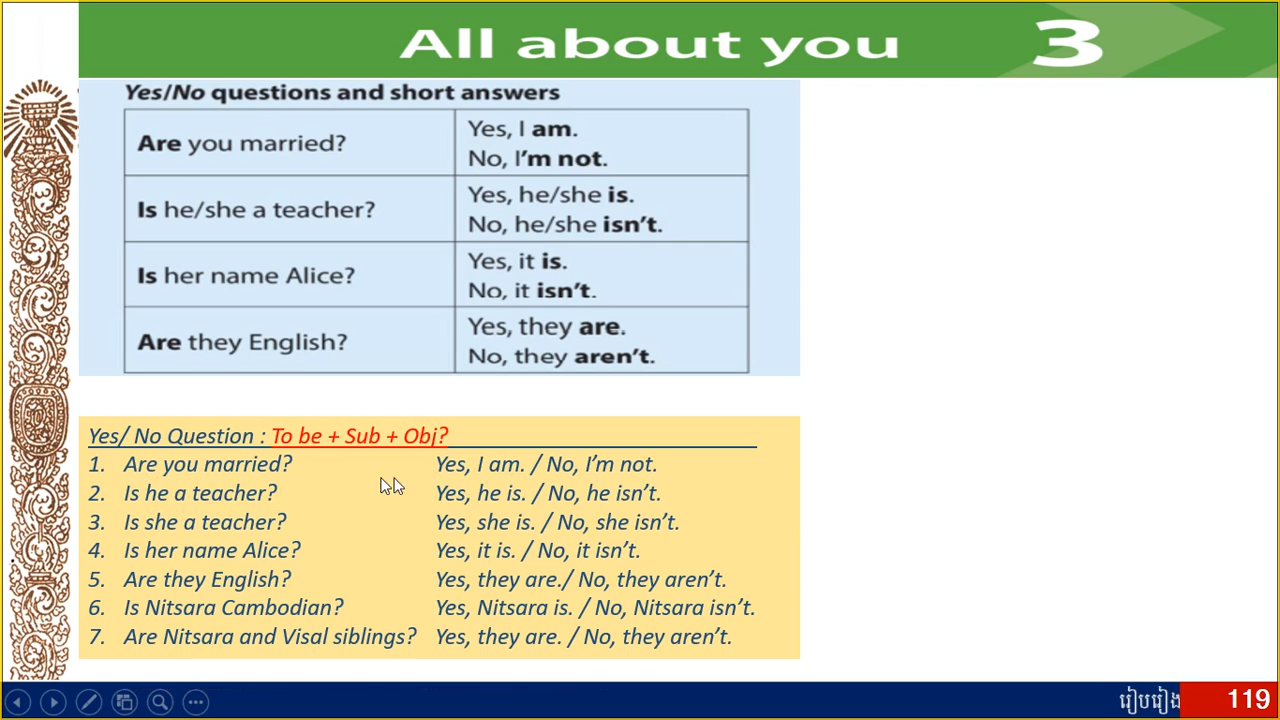 All about you 3
Yes/No questions and short answers
Are you married?
Yes, I am.
No, I'm not.
Is he/she a teacher?
Yes, he/she is.
No, he/she isn't.
Is her name Alice?
Yes, it is.
No, it isn't.
Are they English?
Yes, they are.
No, they aren't.
Yes/ No Question : To be + Sub + Obj?
1. Are you married? Yes, I am. / No, I'm not.
2. Is he a teacher? Yes, he is. / No, he isn't.
3. Is she a teacher? Yes, she is. / No, she isn't.
4. Is her name Alice? Yes, it is. / No, it isn't.
5. Are they English? Yes, they are./ No, they aren't.
6. Is Nitsara Cambodian? Yes, Nitsara is. / No, Nitsara isn't.
7. Are Nitsara and Visal siblings? Yes, they are. / No, they aren't.
រៀបរៀង 119